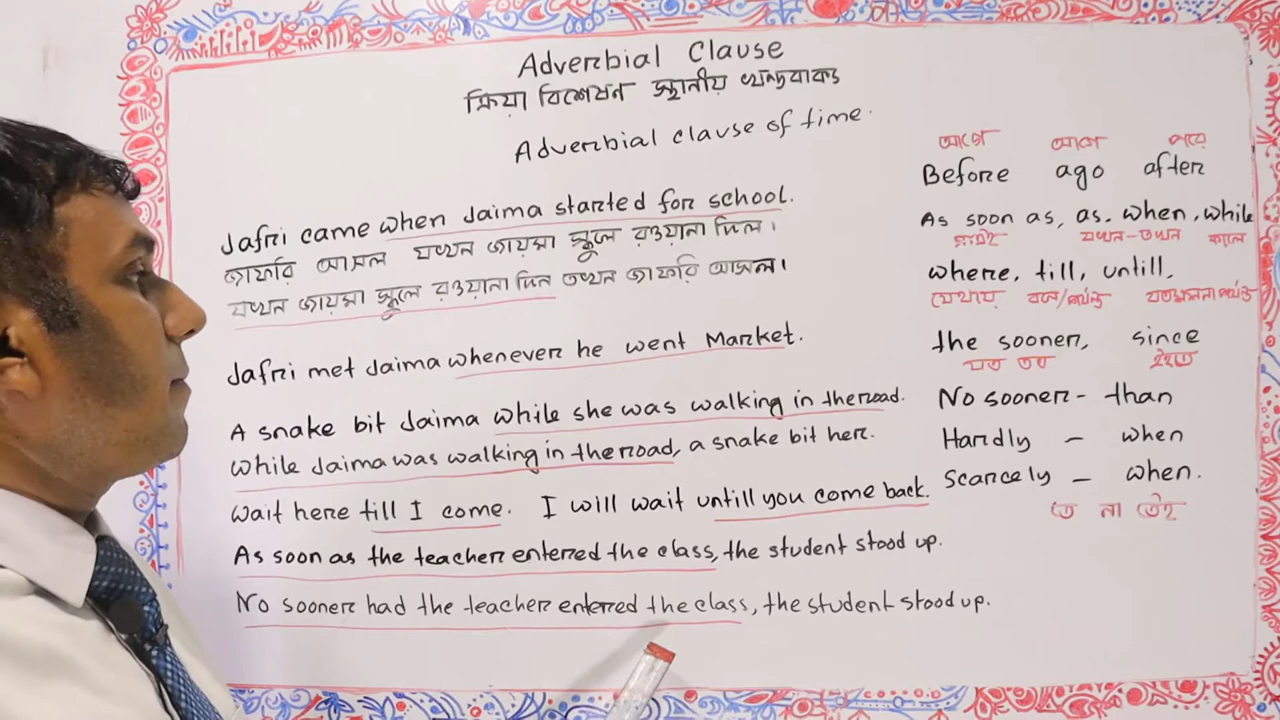 Adverbial Clause
ক্রিয়া বিশেষন স্থানীয় খন্ডবাক্য
Adverbial clause of time.
Jafri came when Jaima started for school.
জাফরি আসল যখন জায়মা স্কুলে রওয়ানা দিল।
যখন জায়মা স্কুলে রওয়ানা দিল তখন জাফরি আসল।
Jafri met Jaima whenever he went Market.
A snake bit Jaima while she was walking in the road.
While Jaima was walking in the road, a snake bit her.
Wait here till I come. I will wait untill you come back.
As soon as the teacher entered the class, the student stood up.
No sooner had the teacher entered the class, the student stood up.
আগে আগে পরে
Before ago after
As soon as, as, when, while
যখন-তখন কালে
where, till, untill,
যেথায়
the sooner, since
যত তত হইতে
No sooner - than
Hardly - when
Scarcely - when.
তে না তেই